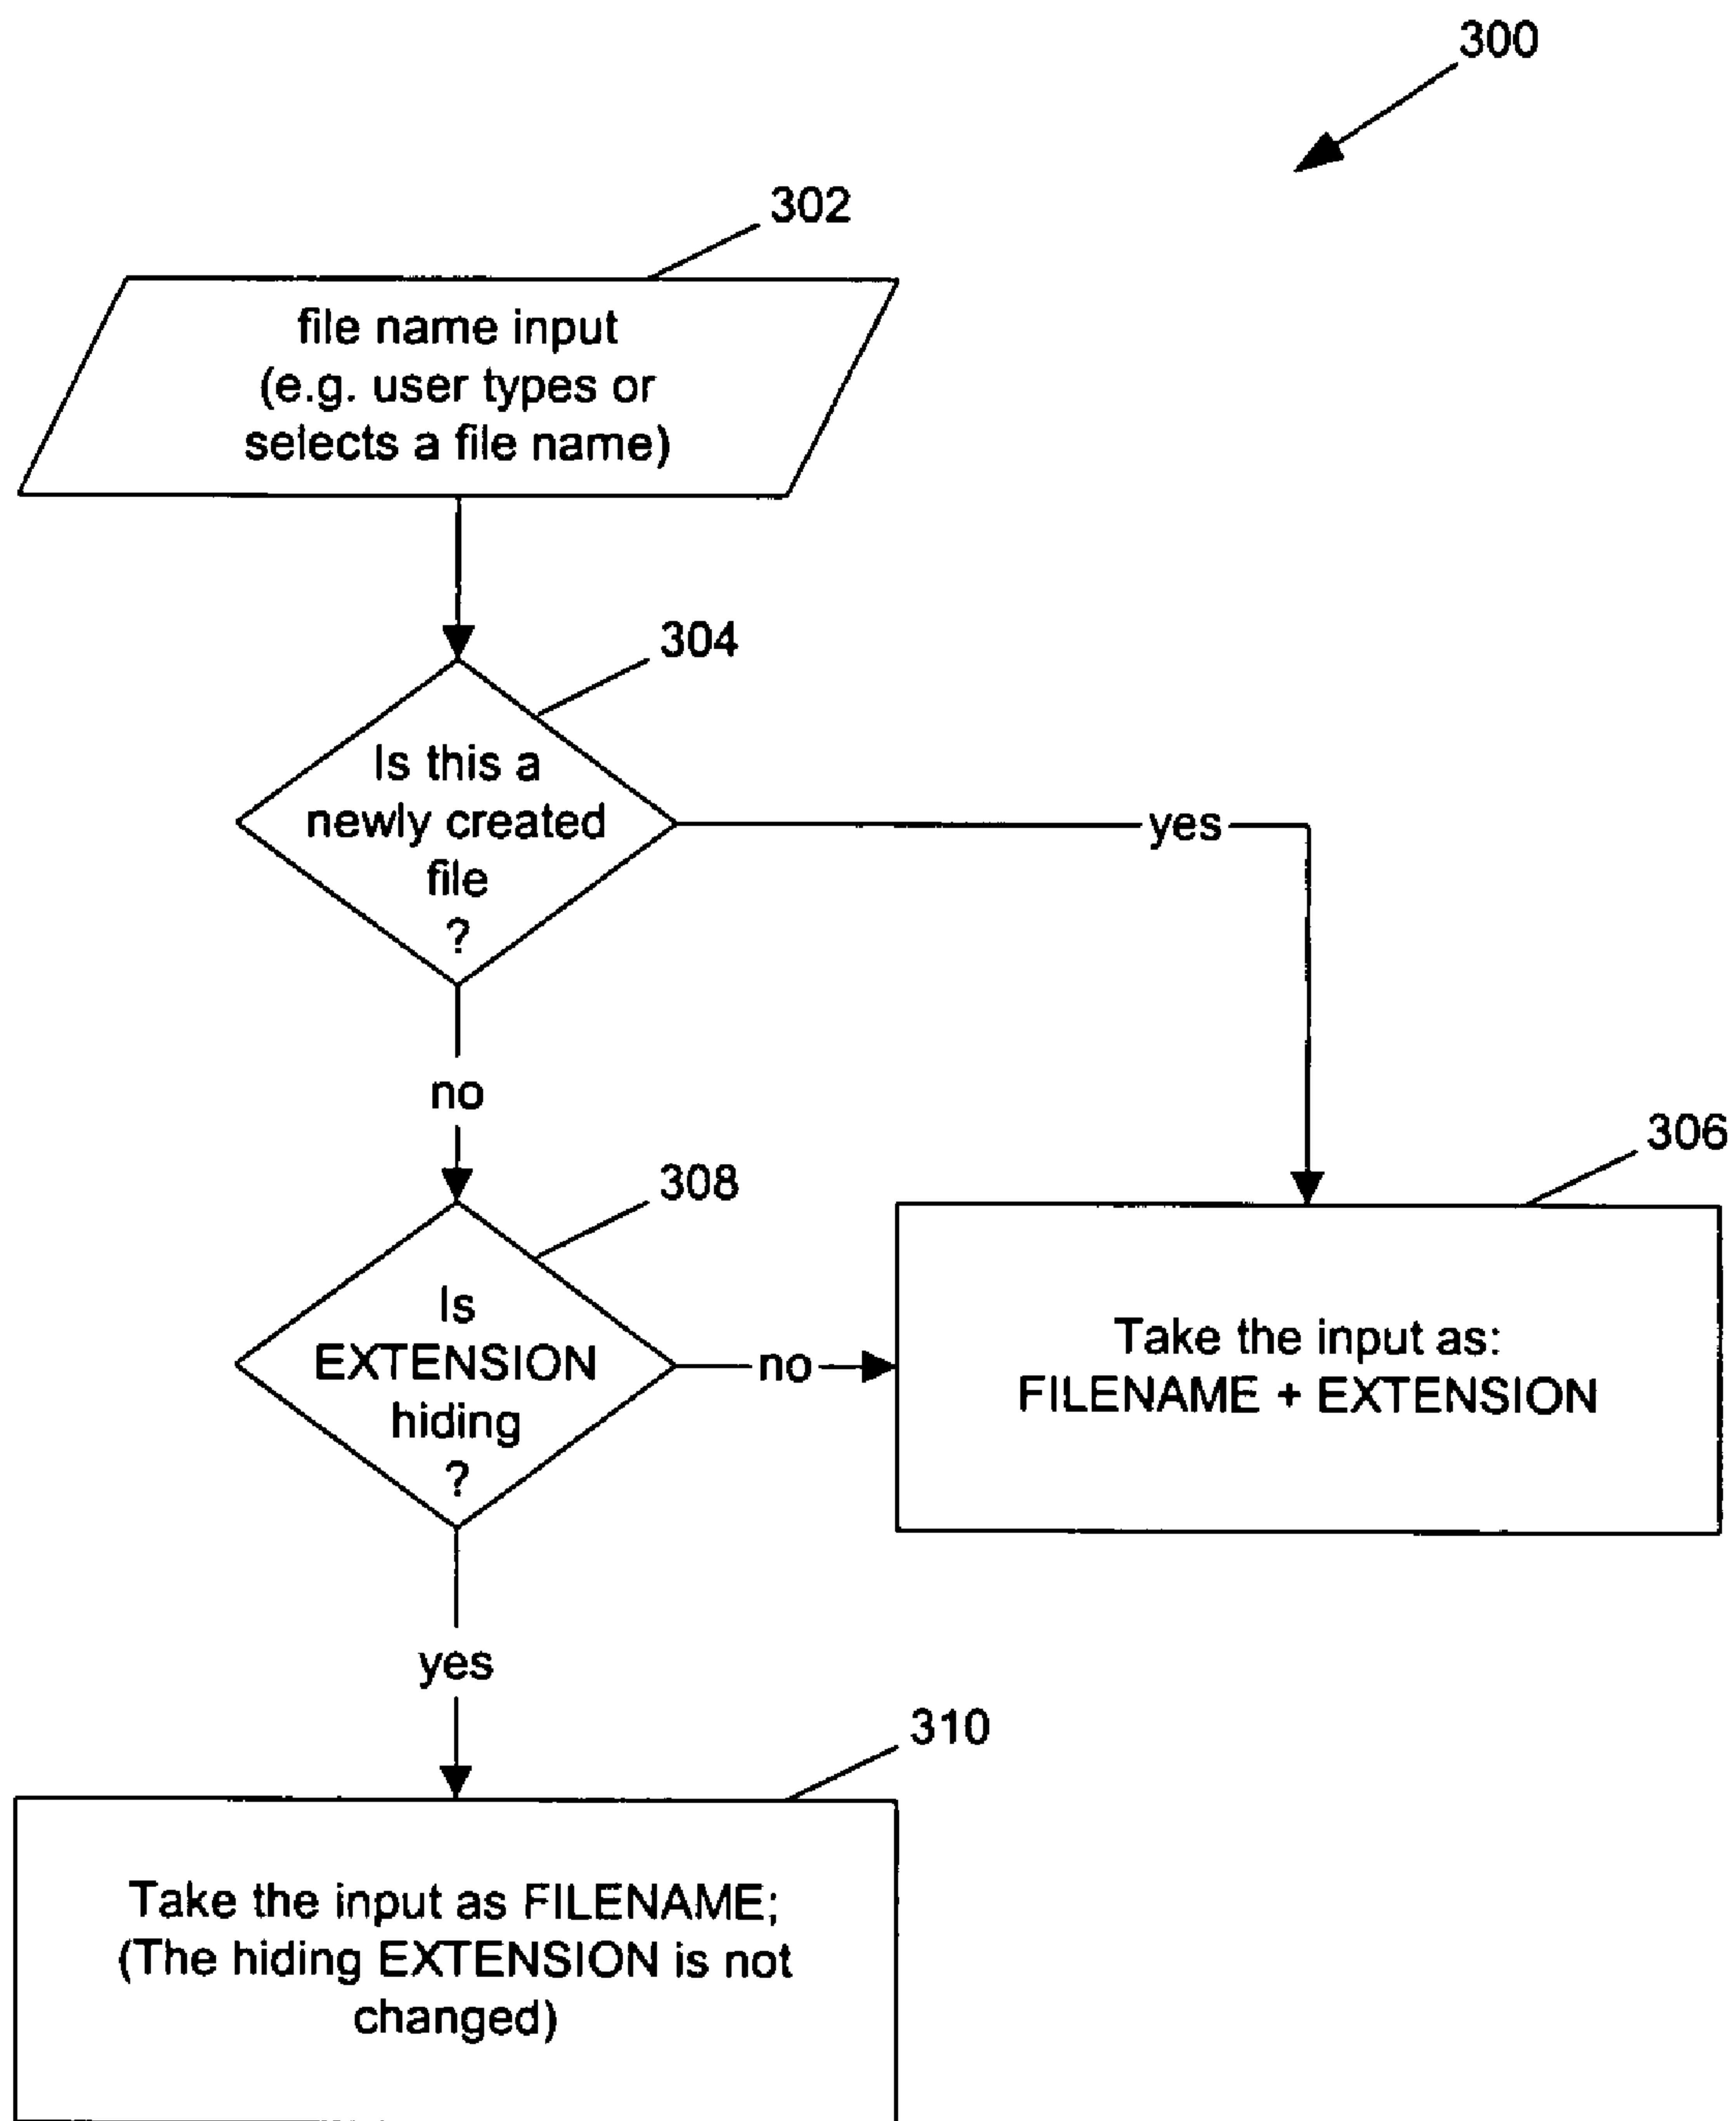 300
302
file name input
(e.g. user types or
selects a file name)
304
Is this a
newly created
file
?
yes
no
306
308
Is
EXTENSION
hiding
?
no
Take the input as:
FILENAME + EXTENSION
yes
310
Take the input as FILENAME;
(The hiding EXTENSION is not
changed)